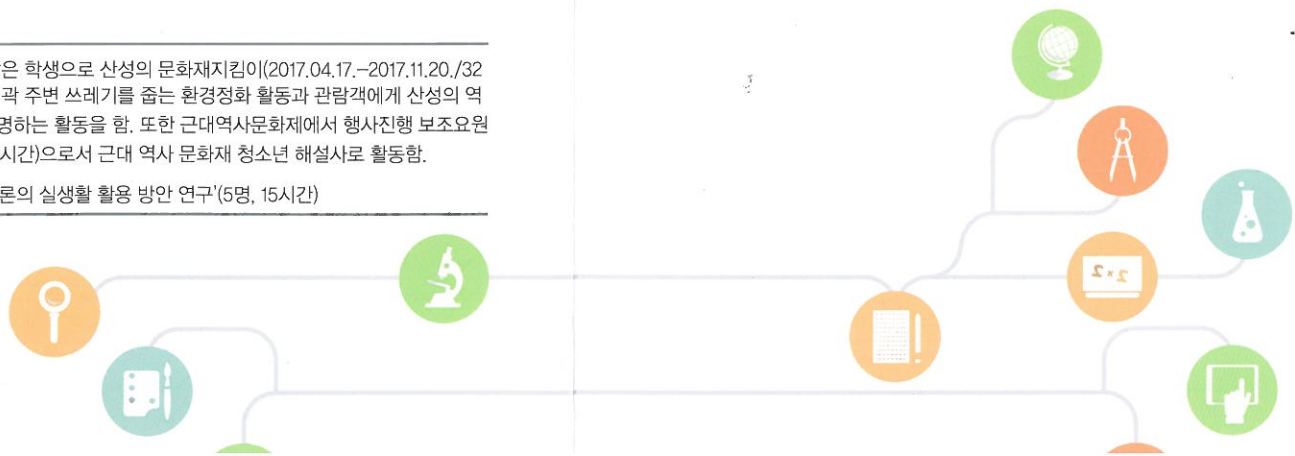 은 학생으로 산성의 문화재지킴이(2017.04.17.-2017.11.20./32
곽 주변 쓰레기를 줍는 환경정화 활동과 관람객에게 산성의 역
명하는 활동을 함. 또한 근대역사문화제에서 행사진행 보조요원
시간)으로서 근대 역사 문화재 청소년 해설사로 활동함.
론의 실생활 활용 방안 연구'(5명, 15시간)
2×2